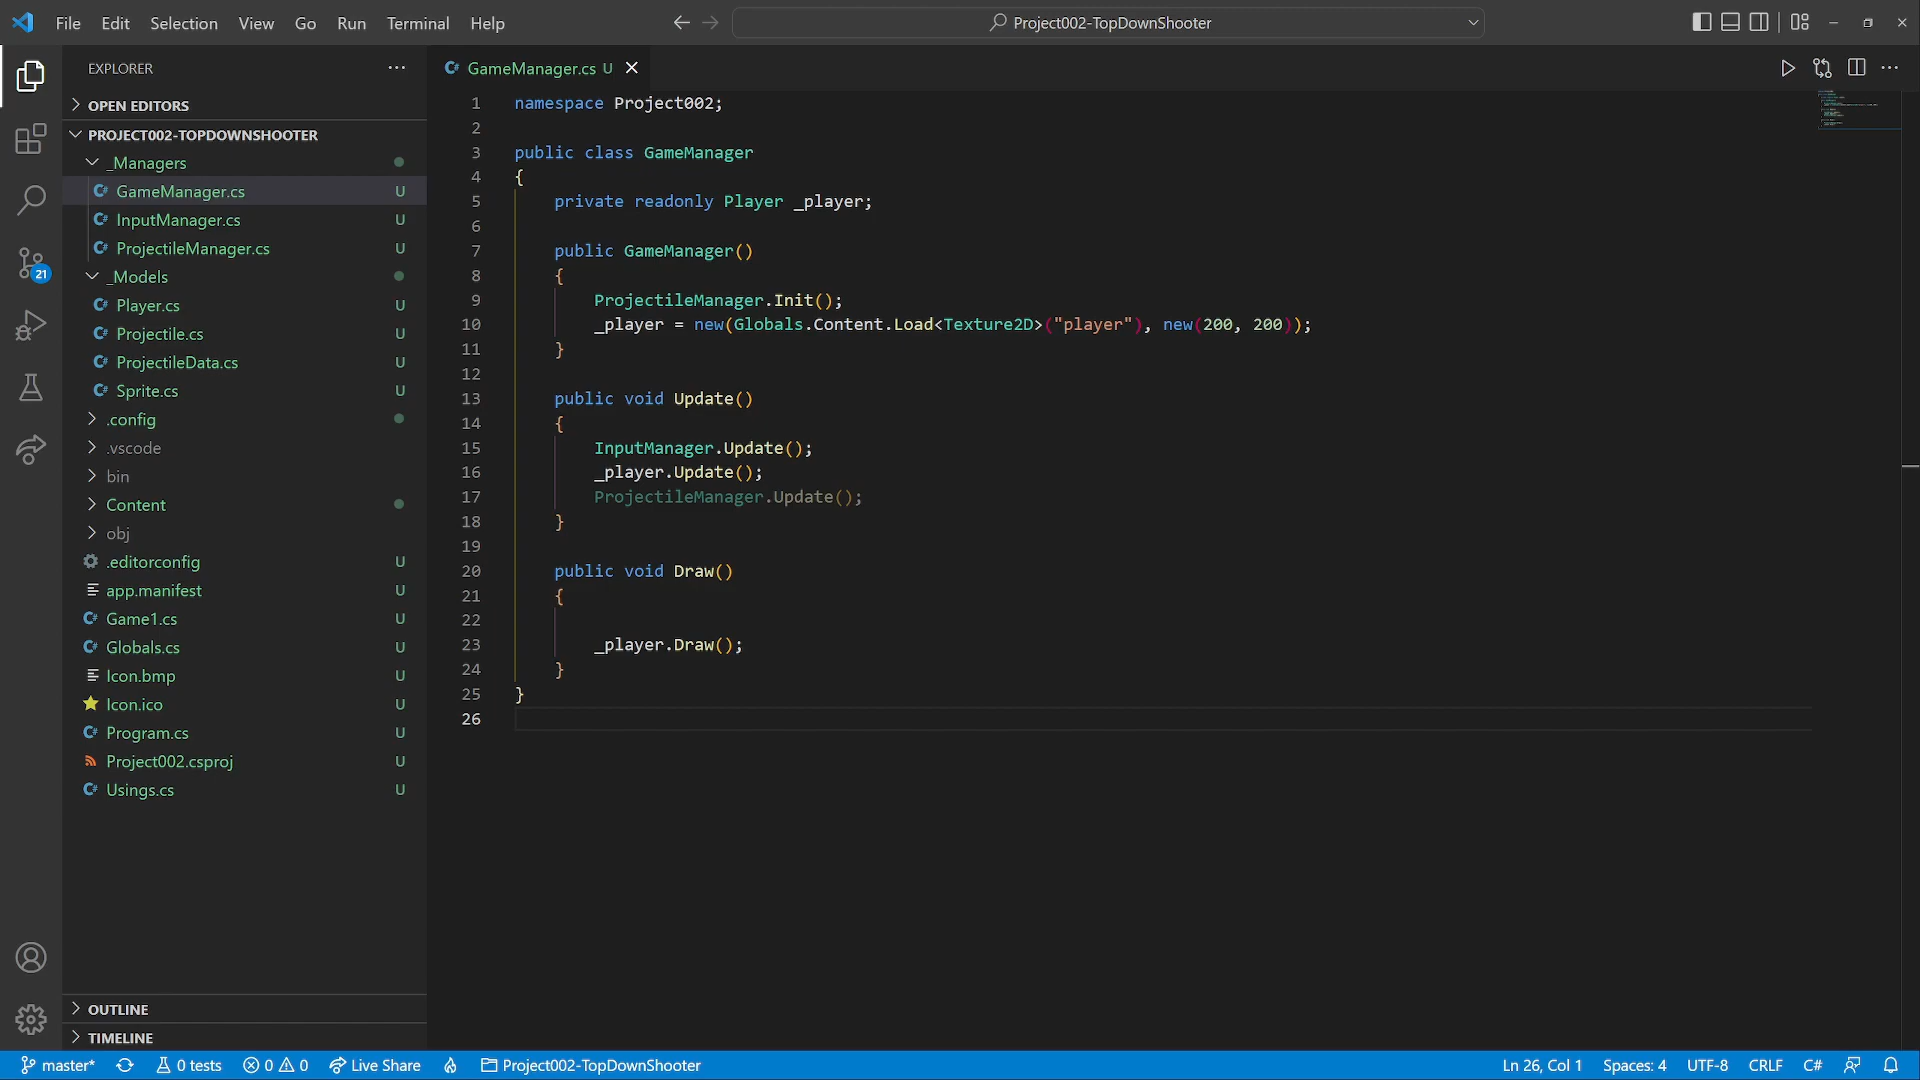 File Edit Selection View Go Run Terminal Help
Project002-TopDownShooter
EXPLORER
OPEN EDITORS
PROJECT002-TOPDOWNSHOOTER
_Managers
GameManager.cs U
InputManager.cs U
ProjectileManager.cs U
_Models
Player.cs U
Projectile.cs U
ProjectileData.cs U
Sprite.cs U
.config
.vscode
bin
Content
obj
.editorconfig U
app.manifest U
Game1.cs U
Globals.cs U
Icon.bmp U
Icon.ico U
Program.cs U
Project002.csproj U
Usings.cs U
OUTLINE
TIMELINE
21
GameManager.cs U
1 namespace Project002;
2
3 public class GameManager
4 {
5 private readonly Player _player;
6
7 public GameManager()
8 {
9 ProjectileManager.Init();
10 _player = new(Globals.Content.Load<Texture2D>("player"), new(200, 200));
11 }
12
13 public void Update()
14 {
15 InputManager.Update();
16 _player.Update();
17 ProjectileManager.Update();
18 }
19
20 public void Draw()
21 {
22
23 _player.Draw();
24 }
25 }
26
master* 0 tests 0 0 Live Share Project002-TopDownShooter Ln 26, Col 1 Spaces: 4 UTF-8 CRLF C#